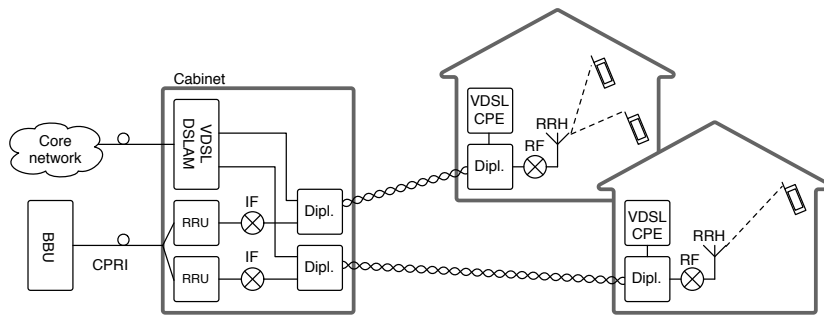 Cabinet
Core
network
VDSL
DSLAM
BBU
CPRI
RRU
IF
Dipl.
RRU
IF
Dipl.
VDSL
CPE
Dipl.
RF
RRH
VDSL
CPE
Dipl.
RF
RRH